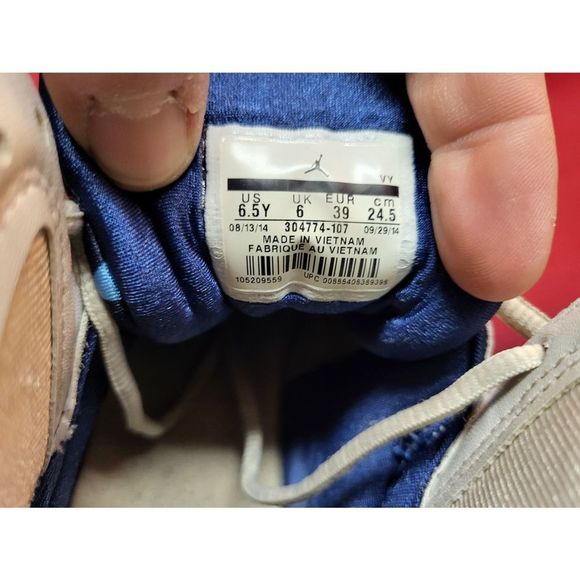 VY
US UK EUR cm
6.5Y 6 39 24.5
08/13/14 304774-107 09/29/14
MADE IN VIETNAM
FABRIQUE AU VIETNAM
105209559 UPC